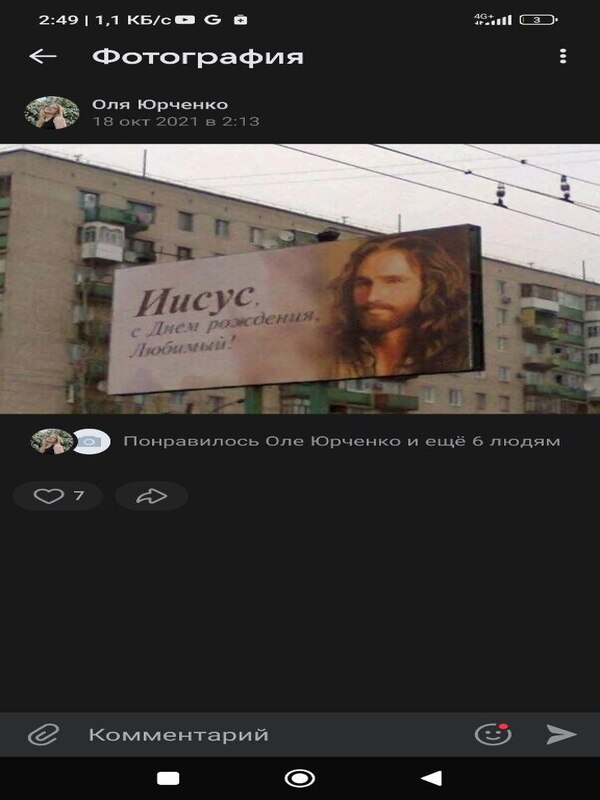 2:49 | 1,1 КБ/с
4G+
3
Фотография
Оля Юрченко
18 окт 2021 в 2:13
Иисус,
с Днем рождения,
Любимый!
Понравилось Оле Юрченко и ещё 6 людям
7
Комментарий